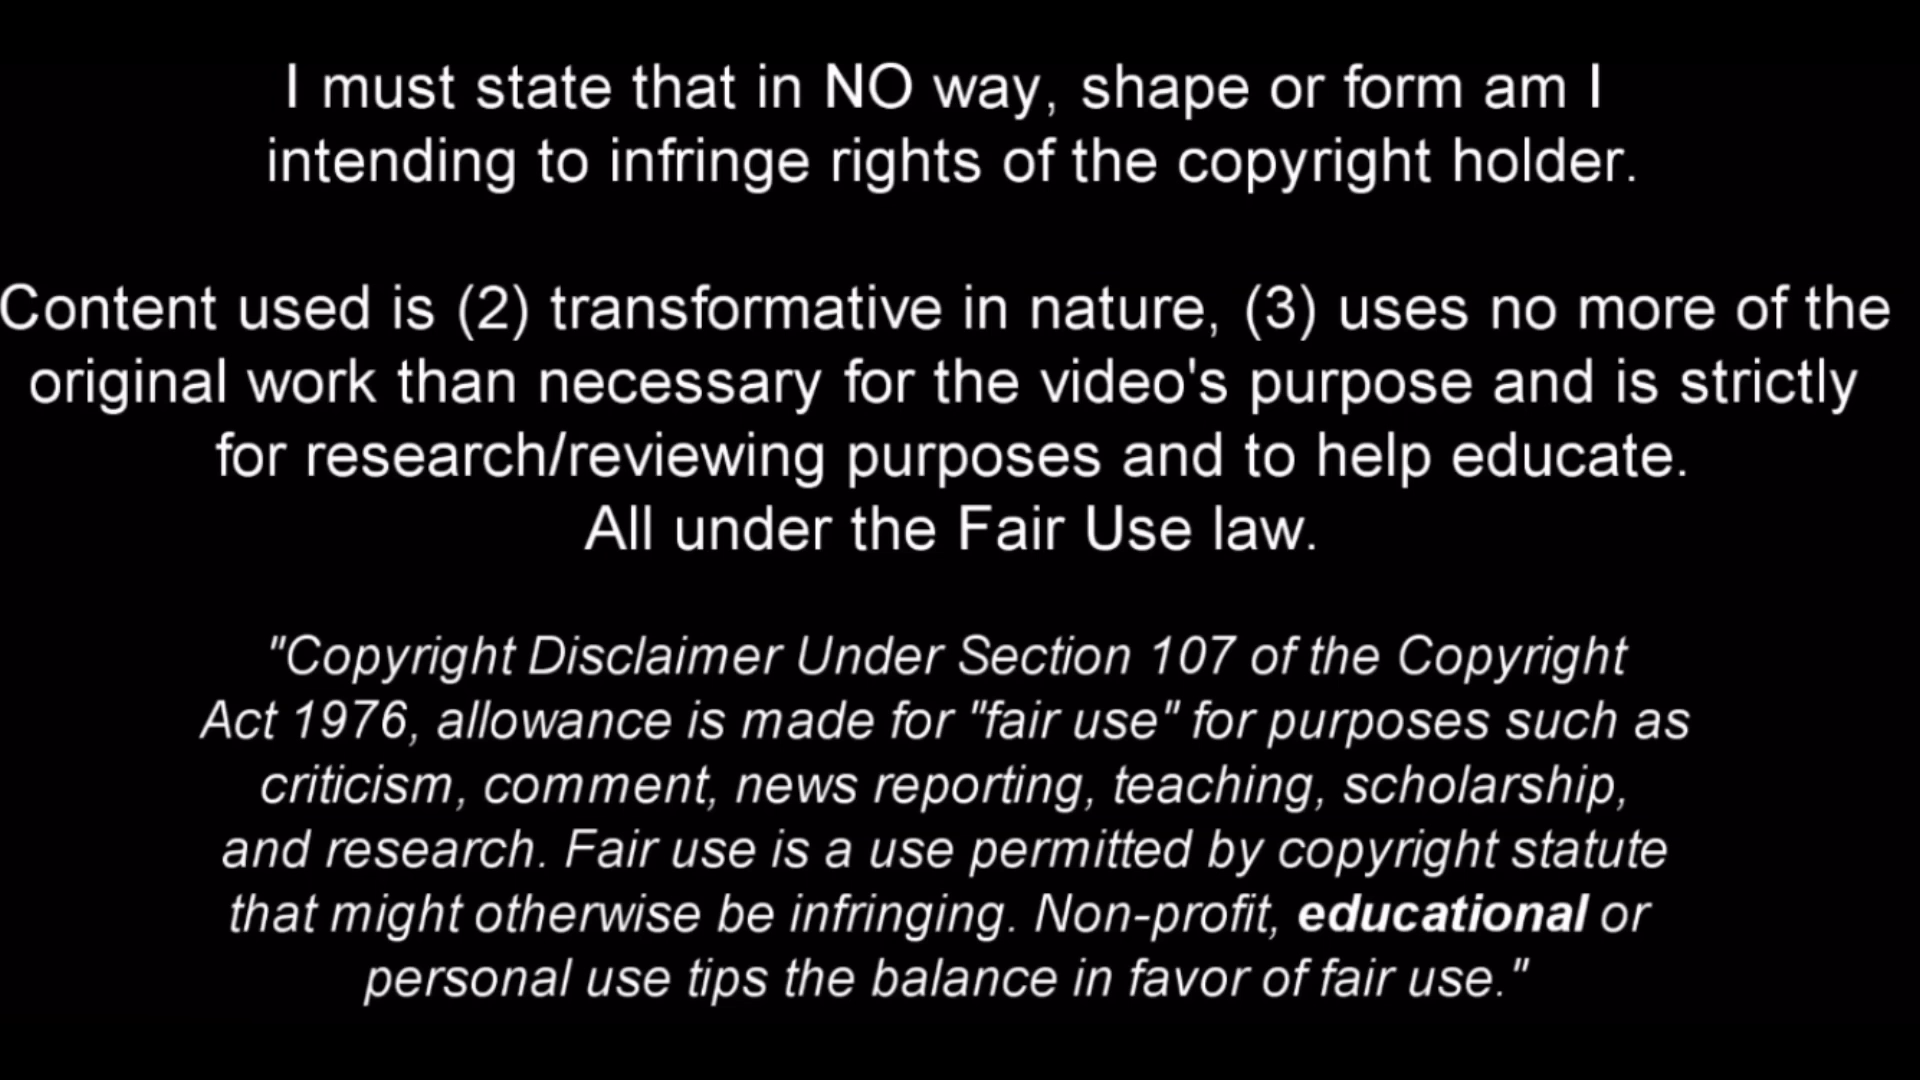 I must state that in NO way, shape or form am I
intending to infringe rights of the copyright holder.
Content used is (2) transformative in nature, (3) uses no more of the
original work than necessary for the video's purpose and is strictly
for research/reviewing purposes and to help educate.
All under the Fair Use law.
"Copyright Disclaimer Under Section 107 of the Copyright
Act 1976, allowance is made for "fair use" for purposes such as
criticism, comment, news reporting, teaching, scholarship,
and research. Fair use is a use permitted by copyright statute
that might otherwise be infringing. Non-profit, educational or
personal use tips the balance in favor of fair use."